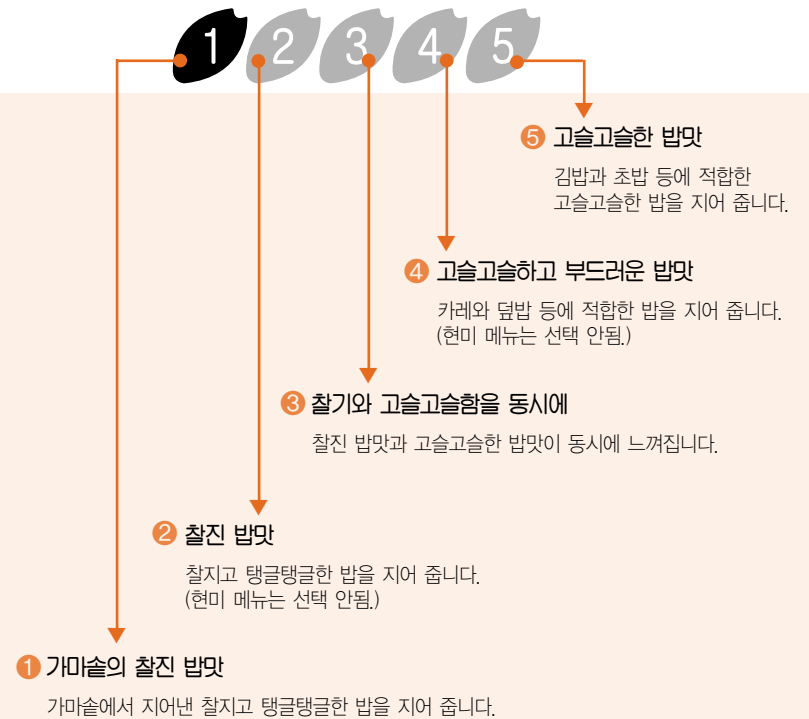 1 2 3 4 5
❺ 고슬고슬한 밥맛
김밥과 초밥 등에 적합한
고슬고슬한 밥을 지어 줍니다.
❹ 고슬고슬하고 부드러운 밥맛
카레와 덮밥 등에 적합한 밥을 지어 줍니다.
(현미 메뉴는 선택 안됨.)
❸ 찰기와 고슬고슬함을 동시에
찰진 밥맛과 고슬고슬한 밥맛이 동시에 느껴집니다.
❷ 찰진 밥맛
찰지고 탱글탱글한 밥을 지어 줍니다.
(현미 메뉴는 선택 안됨.)
❶ 가마솥의 찰진 밥맛
가마솥에서 지어낸 찰지고 탱글탱글한 밥을 지어 줍니다.